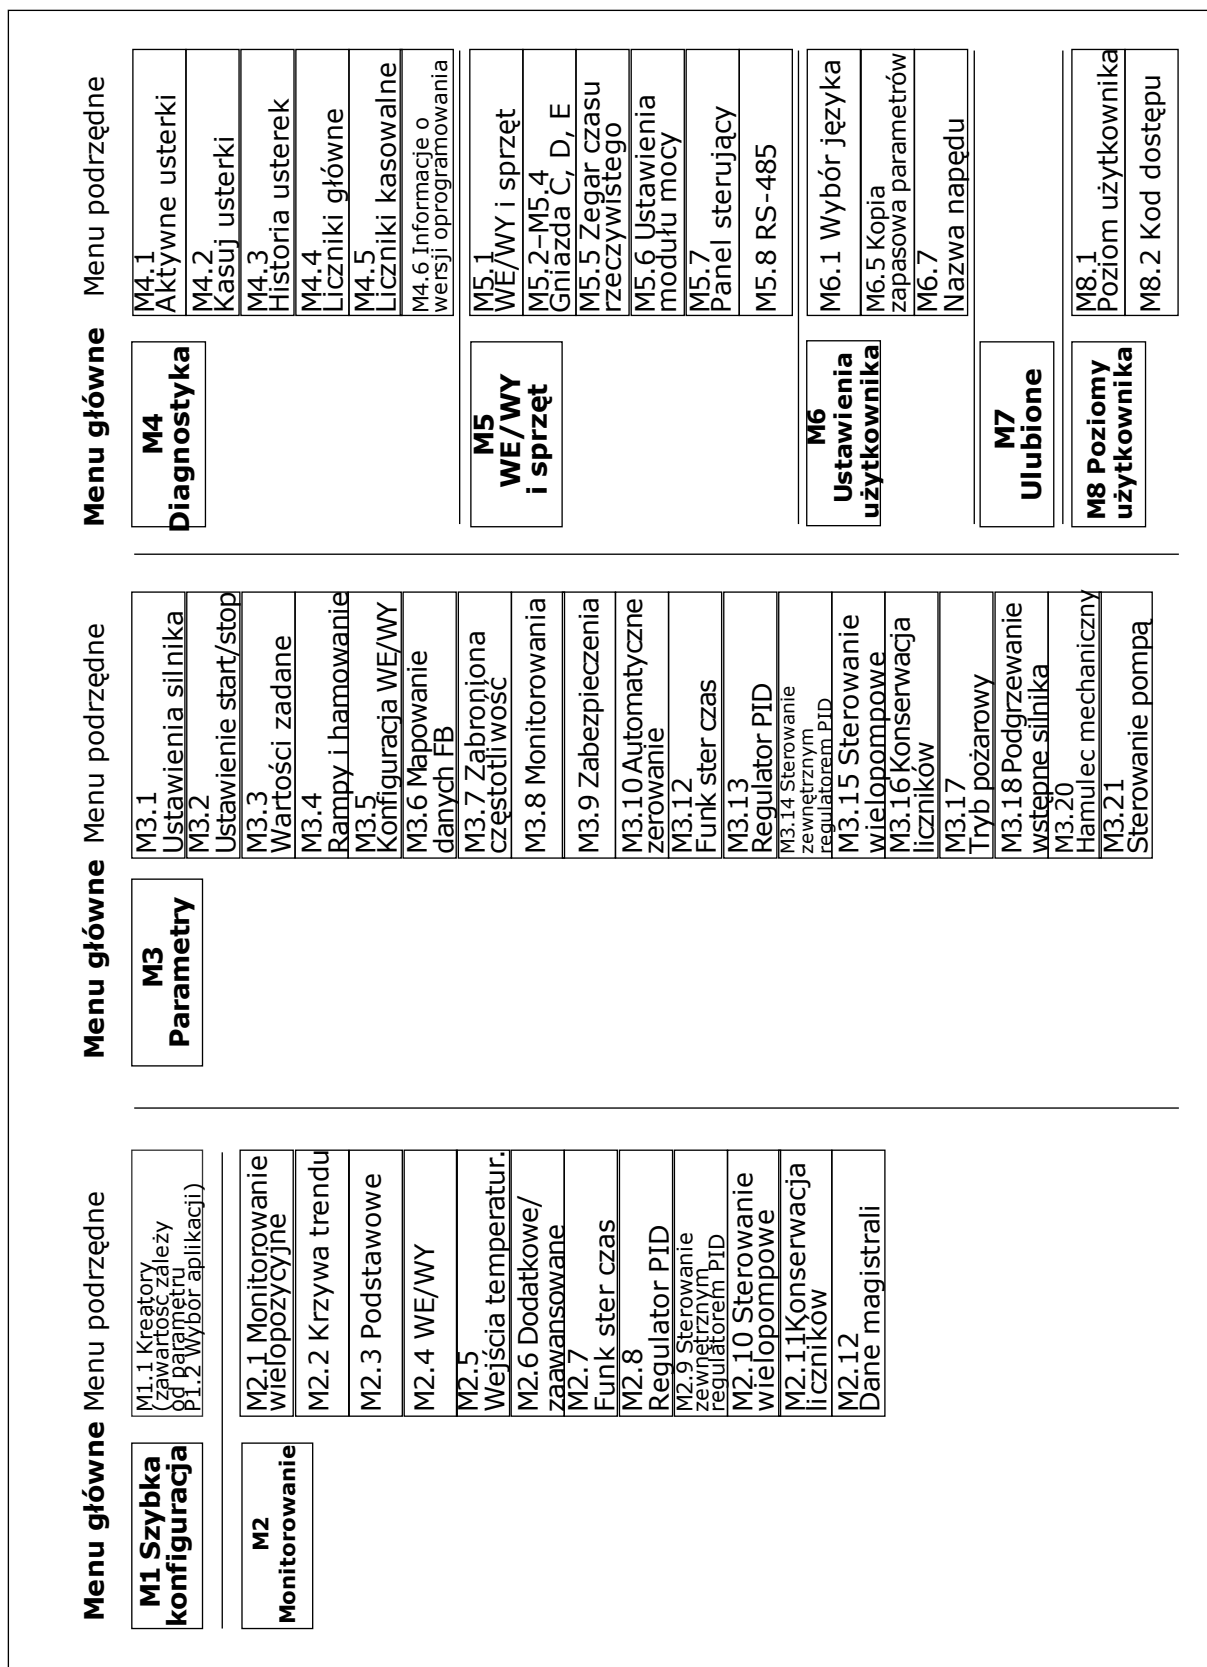 Menu główne Menu podrzędne
M1 Szybka
konfiguracja
M1.1 Kreatory
(zawartość zależy
od parametru
P1.2 Wybór aplikacji)
M2
Monitorowanie
M2.1 Monitorowanie
wielopozycyjne
M2.2 Krzywa trendu
M2.3 Podstawowe
M2.4 WE/WY
M2.5
Wejścia temperatur.
M2.6 Dodatkowe/
zaawansowane
M2.7
Funk ster czas
M2.8
Regulator PID
M2.9 Sterowanie
zewnętrznym
regulatorem PID
M2.10 Sterowanie
wielopompowe
M2.11Konserwacja
liczników
M2.12
Dane magistrali
Menu główne Menu podrzędne
M3
Parametry
M3.1
Ustawienia silnika
M3.2
Ustawienie start/stop
M3.3
Wartości zadane
M3.4
Rampy i hamowanie
M3.5
Konfiguracja WE/WY
M3.6 Mapowanie
danych FB
M3.7 Zabroniona
częstotliwość
M3.8 Monitorowania
M3.9 Zabezpieczenia
M3.10 Automatyczne
zerowanie
M3.12
Funk ster czas
M3.13
Regulator PID
M3.14 Sterowanie
zewnętrznym
regulatorem PID
M3.15 Sterowanie
wielopompowe
M3.16 Konserwacja
liczników
M3.17
Tryb pożarowy
M3.18 Podgrzewanie
wstępne silnika
M3.20
Hamulec mechaniczny
M3.21
Sterowanie pompą
Menu główne Menu podrzędne
M4
Diagnostyka
M4.1
Aktywne usterki
M4.2
Kasuj usterki
M4.3
Historia usterek
M4.4
Liczniki główne
M4.5
Liczniki kasowalne
M4.6 Informacje o
wersji oprogramowania
M5
WE/WY
i sprzęt
M5.1
WE/WY i sprzęt
M5.2–M5.4
Gniazda C, D, E
M5.5 Zegar czasu
rzeczywistego
M5.6 Ustawienia
modułu mocy
M5.7
Panel sterujący
M5.8 RS-485
M6
Ustawienia
użytkownika
M6.1 Wybór języka
M6.5 Kopia
zapasowa parametrów
M6.7
Nazwa napędu
M7
Ulubione
M8 Poziomy
użytkownika
M8.1
Poziom użytkownika
M8.2 Kod dostępu